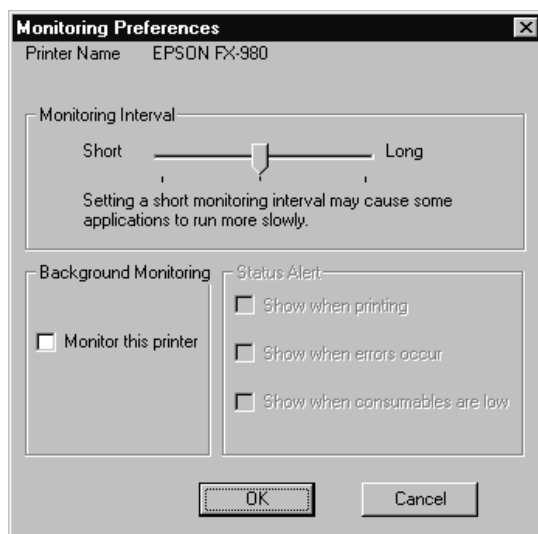 Monitoring Preferences
Printer Name EPSON FX-980
Monitoring Interval
Short Long
Setting a short monitoring interval may cause some
applications to run more slowly.
Background Monitoring
Monitor this printer
Status Alert
Show when printing
Show when errors occur
Show when consumables are low
OK Cancel